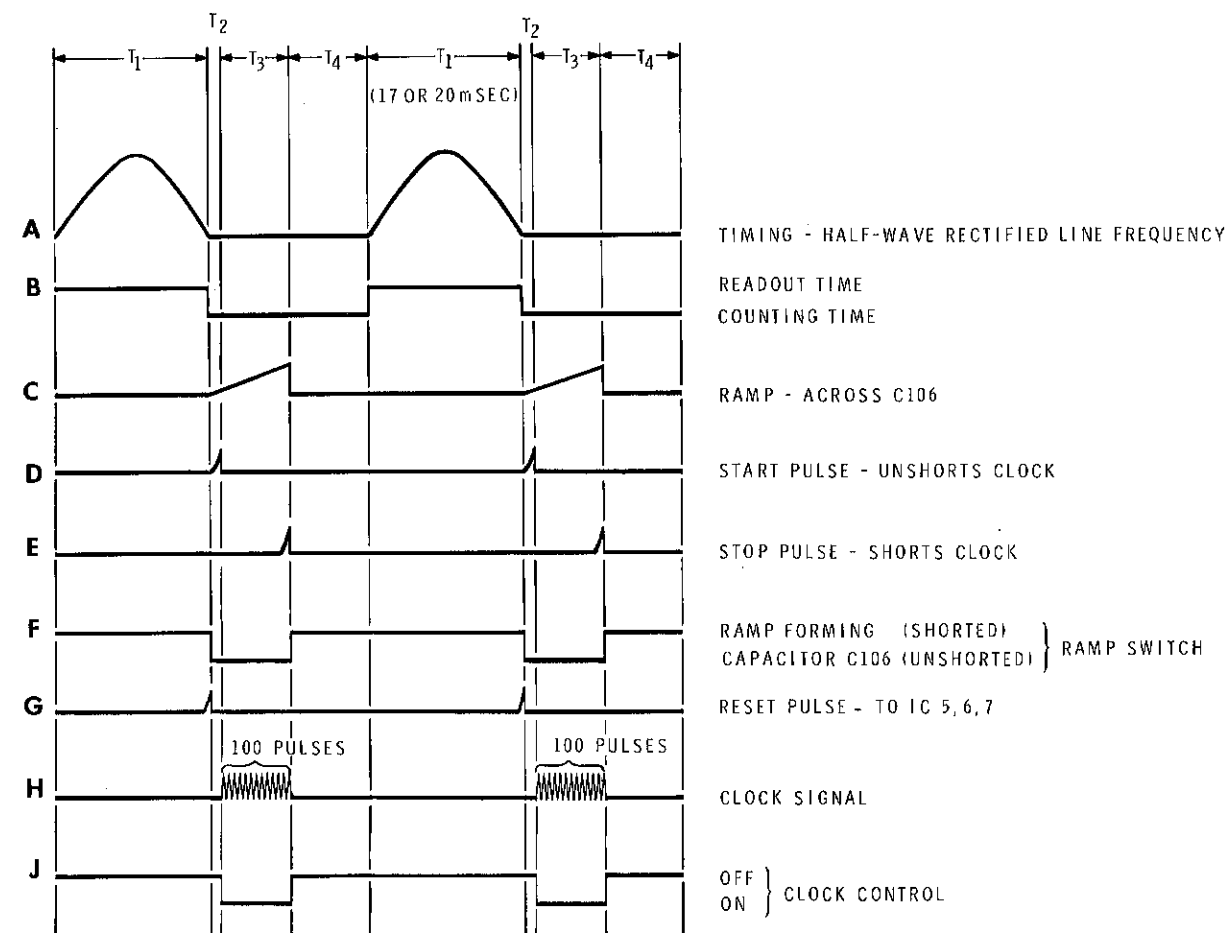 T2 T2
T1 T3 T4 T1 T3 T4
(17 OR 20mSEC)
A TIMING - HALF-WAVE RECTIFIED LINE FREQUENCY
B READOUT TIME
COUNTING TIME
C RAMP - ACROSS C106
D START PULSE - UNSHORTS CLOCK
E STOP PULSE - SHORTS CLOCK
F RAMP FORMING (SHORTED)
CAPACITOR C106 (UNSHORTED) } RAMP SWITCH
G RESET PULSE - TO IC 5,6,7
100 PULSES 100 PULSES
H CLOCK SIGNAL
J OFF
ON } CLOCK CONTROL